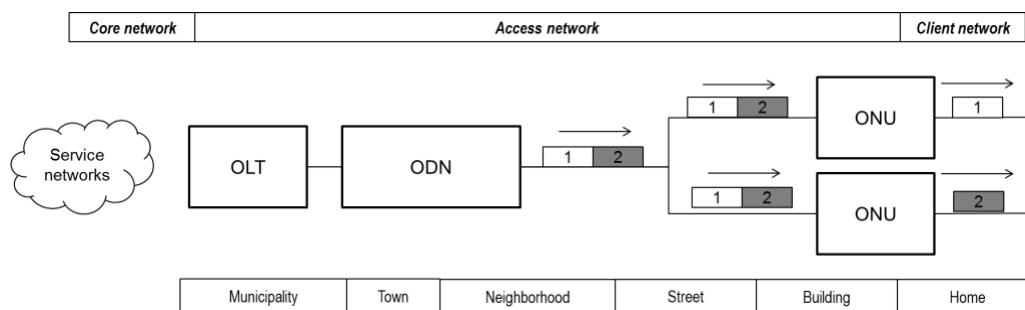 Core network
Access network
Client network
1 2
ONU
1
Service
networks
OLT
ODN
1 2
1 2
ONU
2
Municipality
Town
Neighborhood
Street
Building
Home